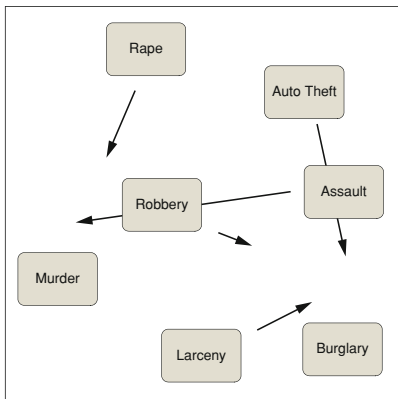 Rape
Auto Theft
Assault
Robbery
Murder
Larceny
Burglary